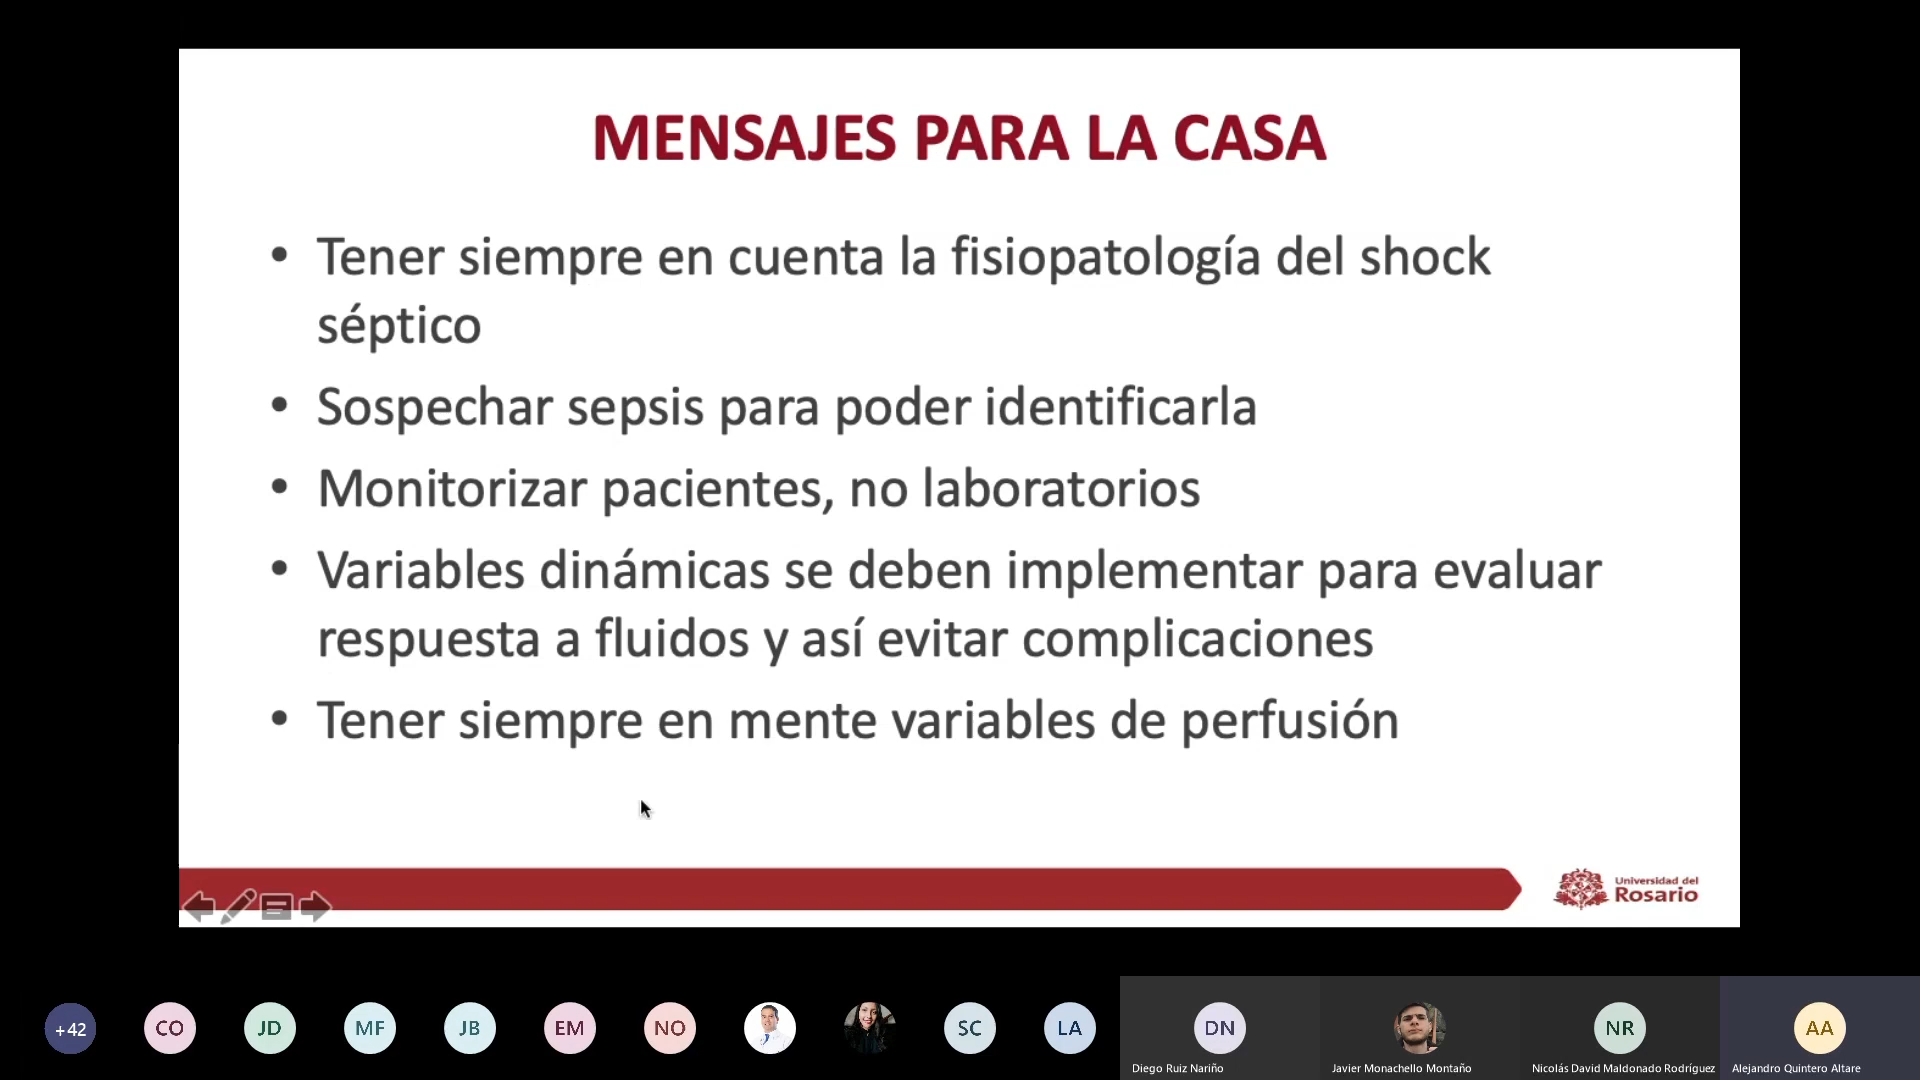 MENSAJES PARA LA CASA
• Tener siempre en cuenta la fisiopatología del shock
séptico
• Sospechar sepsis para poder identificarla
• Monitorizar pacientes, no laboratorios
• Variables dinámicas se deben implementar para evaluar
respuesta a fluidos y así evitar complicaciones
• Tener siempre en mente variables de perfusión
Universidad del
Rosario
+42 CO JD MF JB EM NO SC LA DN NR AA
Diego Ruiz Nariño Javier Monachello Montaño Nicolás David Maldonado Rodríguez Alejandro Quintero Altare